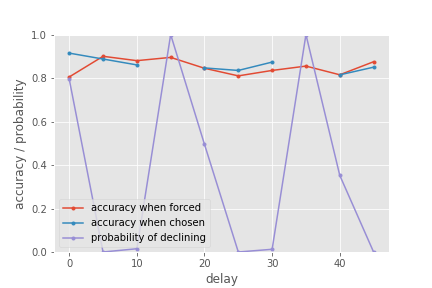 1.0
0.8
0.6
0.4
0.2
0.0
accuracy / probability
accuracy when forced
accuracy when chosen
probability of declining
0 10 20 30 40
delay